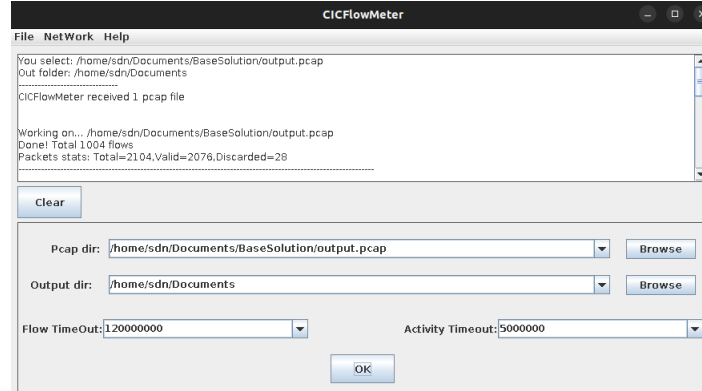 CICFlowMeter
File NetWork Help
You select: /home/sdn/Documents/BaseSolution/output.pcap
Out folder: /home/sdn/Documents
-------------------------------
CICFlowMeter received 1 pcap file
Working on... /home/sdn/Documents/BaseSolution/output.pcap
Done! Total 1004 flows
Packets stats: Total=2104,Valid=2076,Discarded=28
---------------------------------------------------------------------------------------------------------------
Clear
Pcap dir: /home/sdn/Documents/BaseSolution/output.pcap Browse
Output dir: /home/sdn/Documents Browse
Flow TimeOut: 120000000 Activity Timeout: 5000000
OK